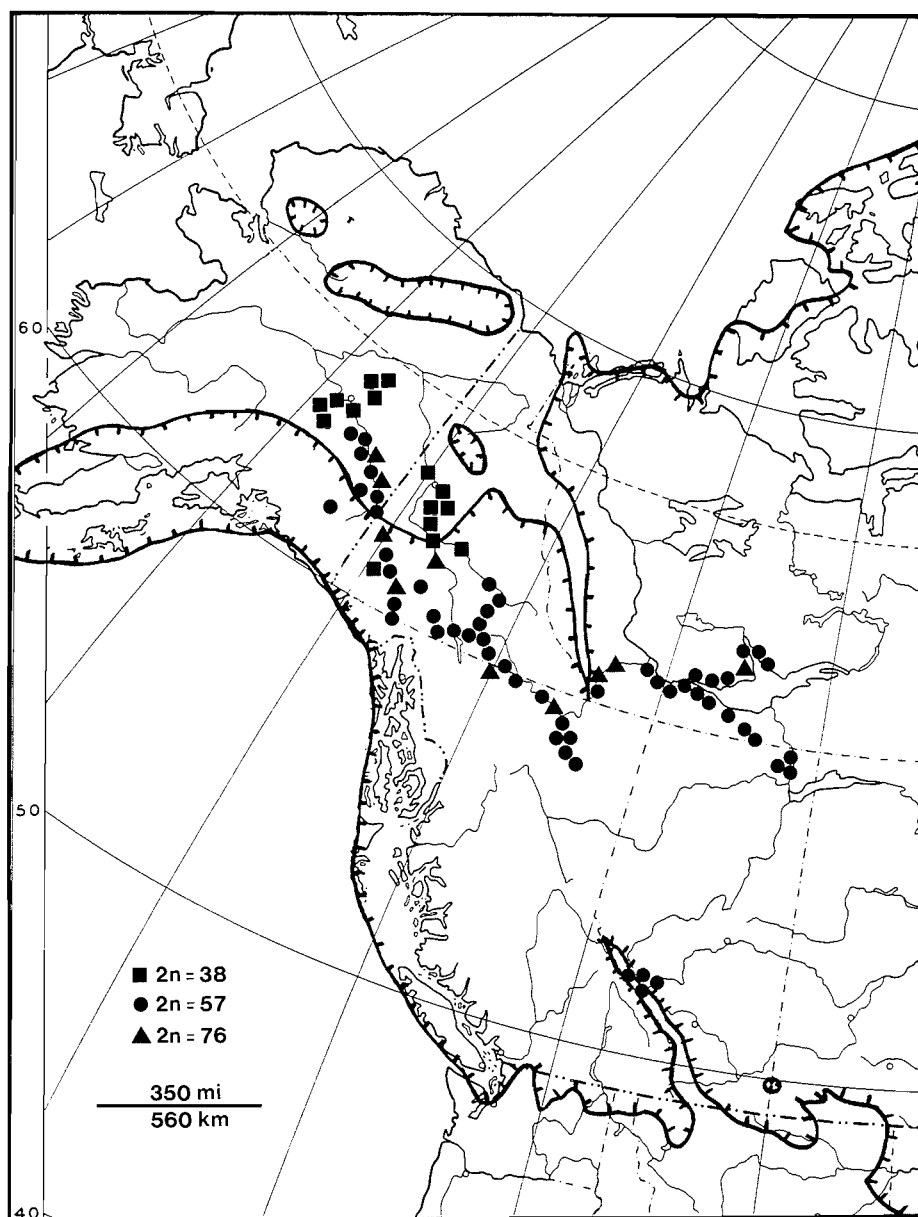 60
50
■ 2n = 38
● 2n = 57
▲ 2n = 76
350 mi
560 km
40